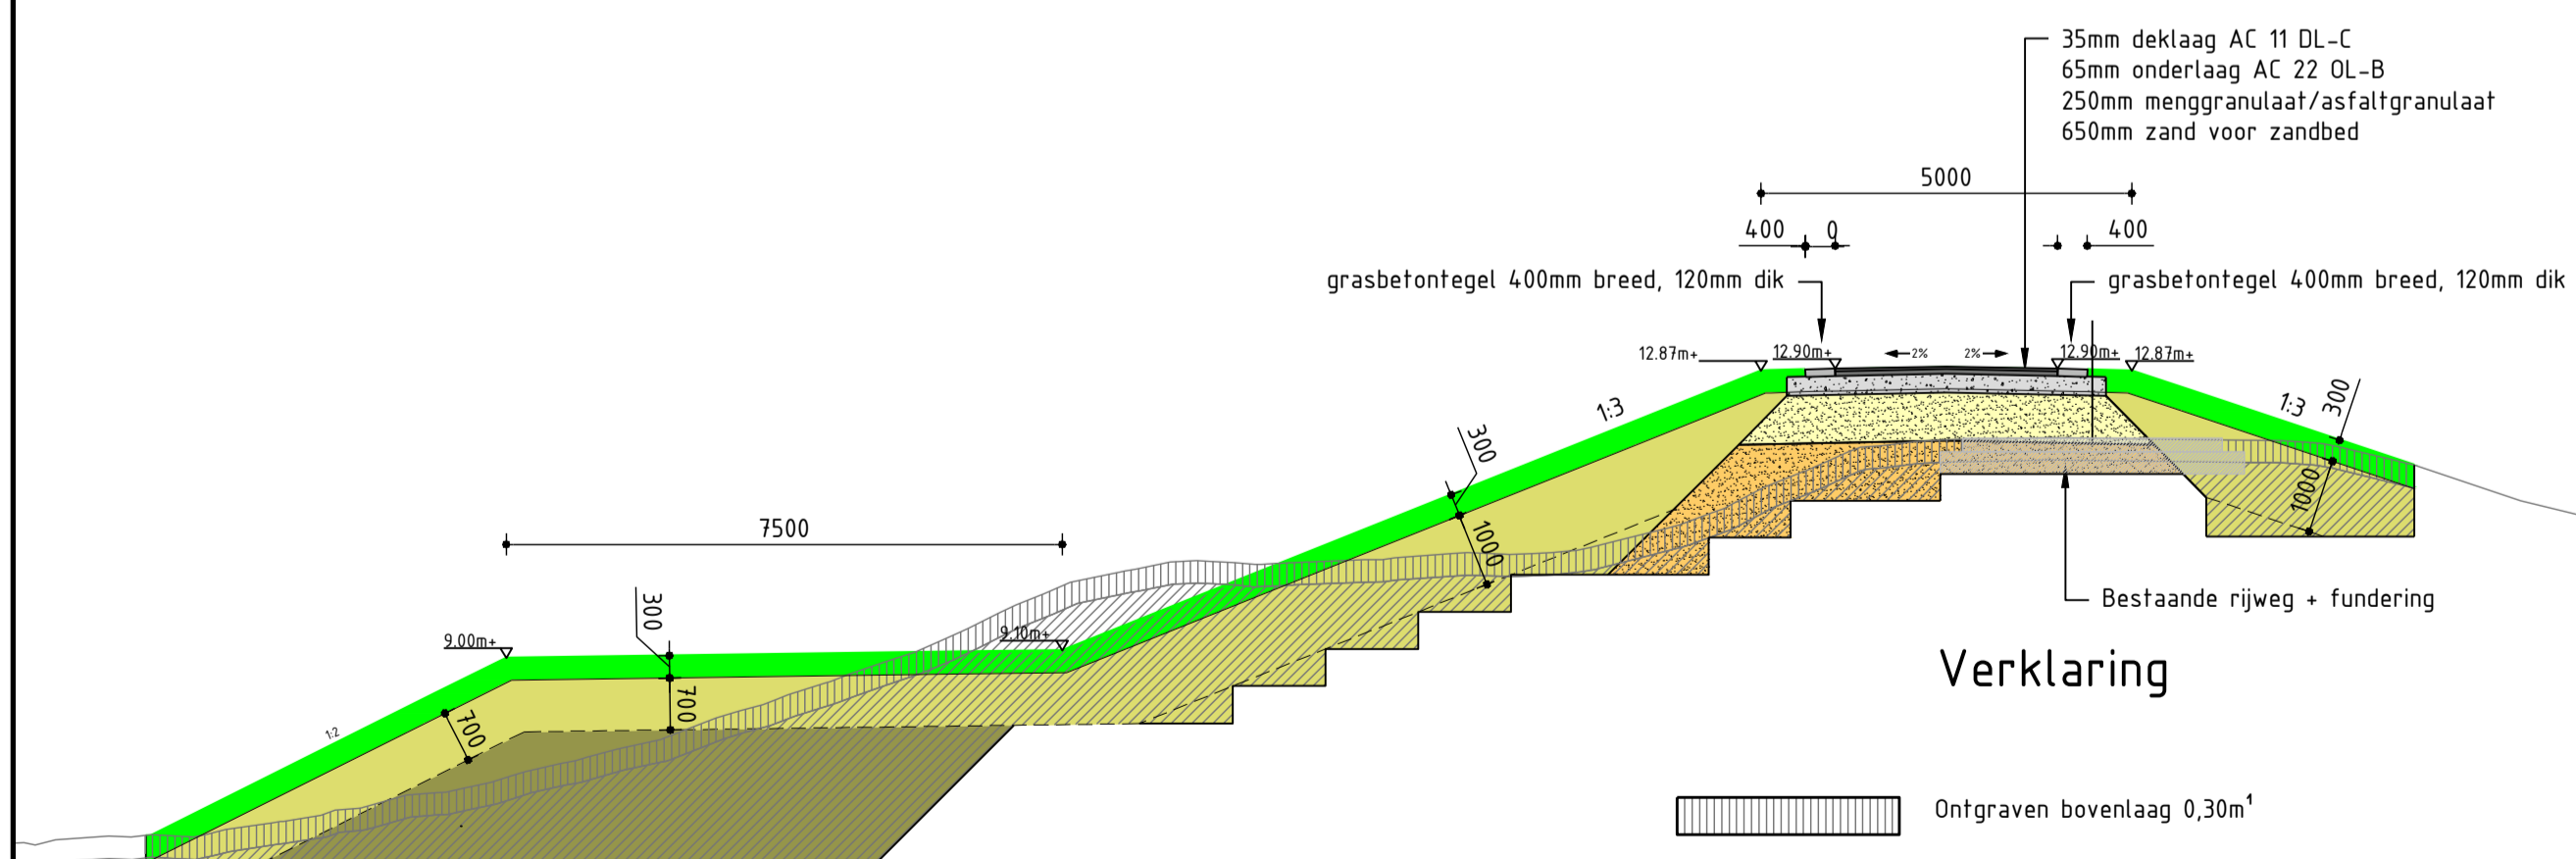 35mm deklaag AC 11 DL-C
65mm onderlaag AC 22 OL-B
250mm menggranulaat/asfaltgranulaat
650mm zand voor zandbed
5000
400 0 400
grasbetontegel 400mm breed, 120mm dik
grasbetontegel 400mm breed, 120mm dik
12.87m+ 12.90m+ 2% 2% 12.90m+ 12.87m+
1:3
1:3
300
300
1000
1000
7500
300
9.00m+
9.10m+
700
700
1:2
Bestaande rijweg + fundering
Verklaring
Ontgraven bovenlaag 0,30m¹